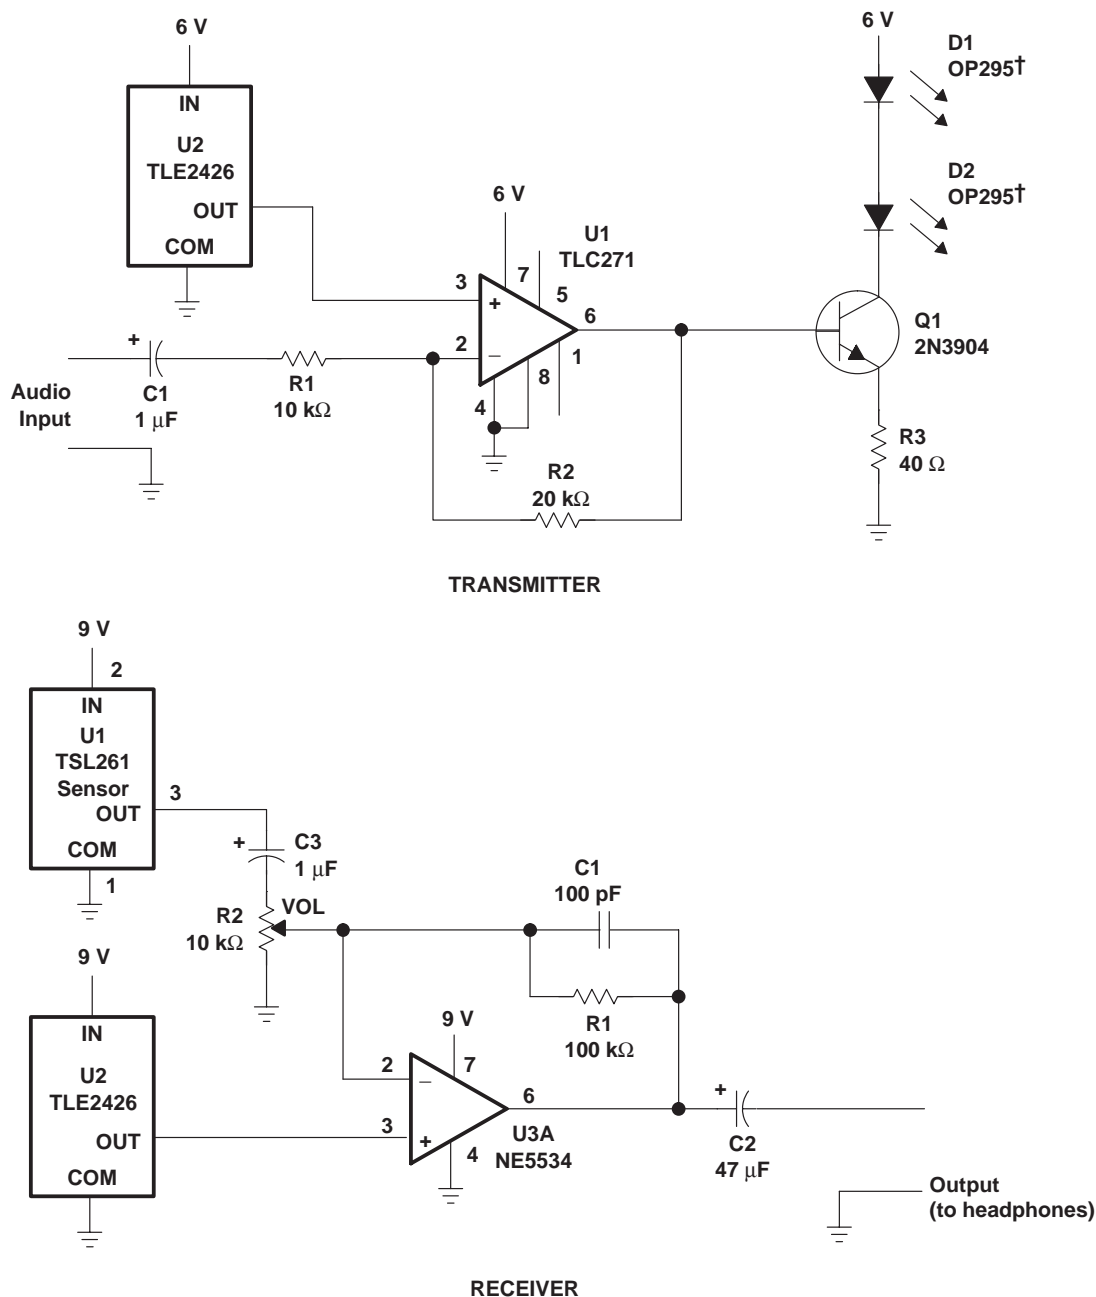 6 V
IN
U2
TLE2426
OUT
COM
6 V
D1
OP295†
D2
OP295†
6 V
U1
TLC271
7
5
3
+
6
2
−
1
8
4
Q1
2N3904
Audio
Input
+
C1
1 μF
R1
10 kΩ
R2
20 kΩ
R3
40 Ω
TRANSMITTER
9 V
2
IN
U1
TSL261
Sensor
OUT
3
COM
1
+
C3
1 μF
R2
10 kΩ
VOL
C1
100 pF
R1
100 kΩ
9 V
IN
U2
TLE2426
OUT
COM
9 V
7
2
−
6
3
+
4
U3A
NE5534
+
C2
47 μF
Output
(to headphones)
RECEIVER